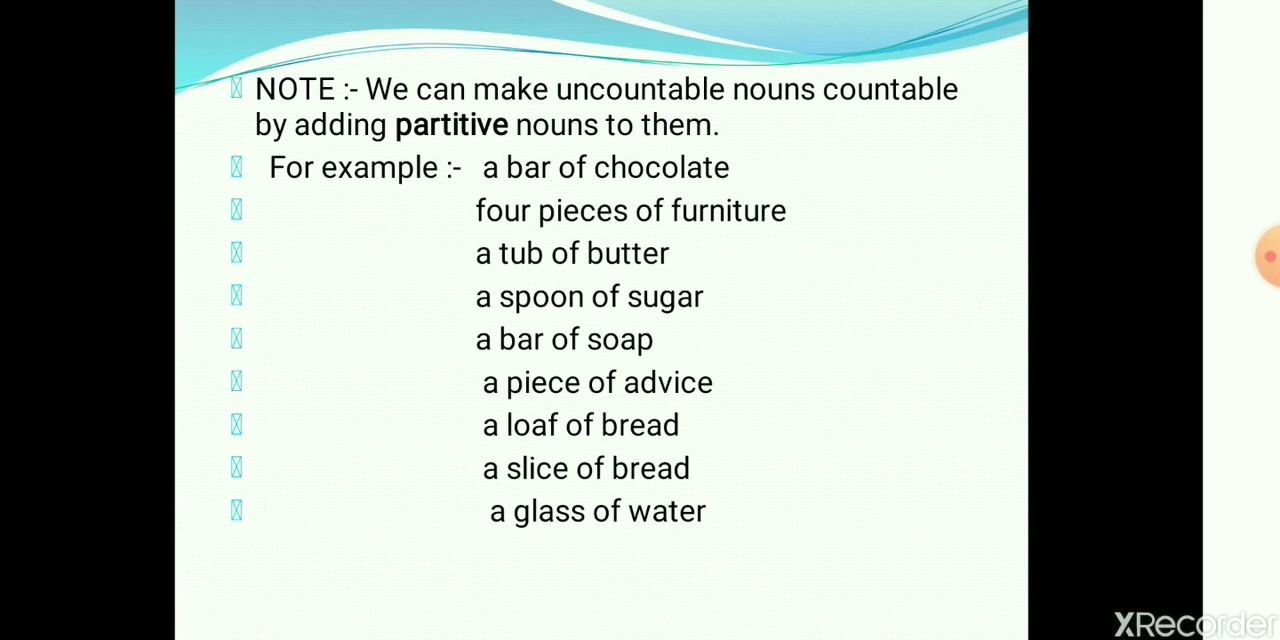 NOTE :- We can make uncountable nouns countable
by adding partitive nouns to them.
For example :- a bar of chocolate
four pieces of furniture
a tub of butter
a spoon of sugar
a bar of soap
a piece of advice
a loaf of bread
a slice of bread
a glass of water
XRecorder